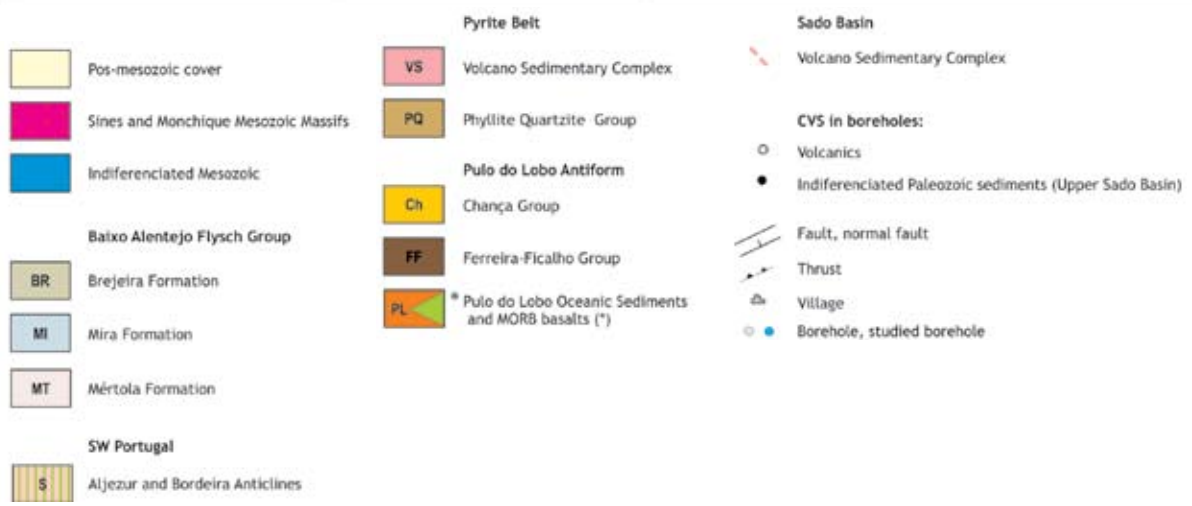 Pos-mesozoic cover
Sines and Monchique Mesozoic Massifs
Indiferenciated Mesozoic
Baixo Alentejo Flysch Group
BR Brejeira Formation
MI Mira Formation
MT Mértola Formation
SW Portugal
S Aljezur and Bordeira Anticlines
Pyrite Belt
VS Volcano Sedimentary Complex
PQ Phyllite Quartzite Group
Pulo do Lobo Antiform
Ch Chança Group
FF Ferreira-Ficalho Group
PL * Pulo do Lobo Oceanic Sediments
and MORB basalts (*)
Sado Basin
Volcano Sedimentary Complex
CVS in boreholes:
Volcanics
Indiferenciated Paleozoic sediments (Upper Sado Basin)
Fault, normal fault
Thrust
Village
Borehole, studied borehole